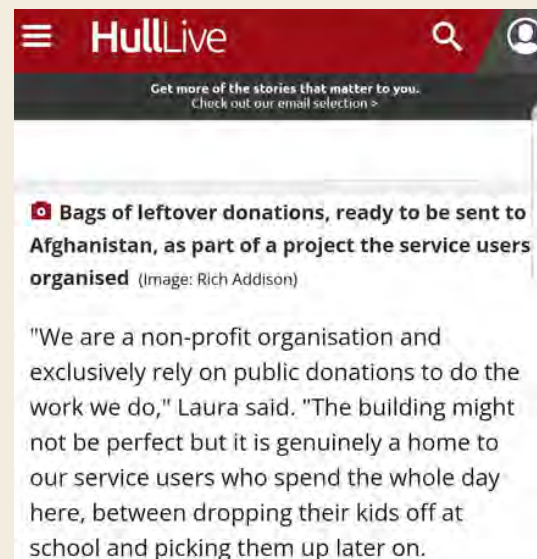 HullLive
Get more of the stories that matter to you.
Check out our email selection >
Bags of leftover donations, ready to be sent to
Afghanistan, as part of a project the service users
organised (Image: Rich Addison)
"We are a non-profit organisation and
exclusively rely on public donations to do the
work we do," Laura said. "The building might
not be perfect but it is genuinely a home to
our service users who spend the whole day
here, between dropping their kids off at
school and picking them up later on.